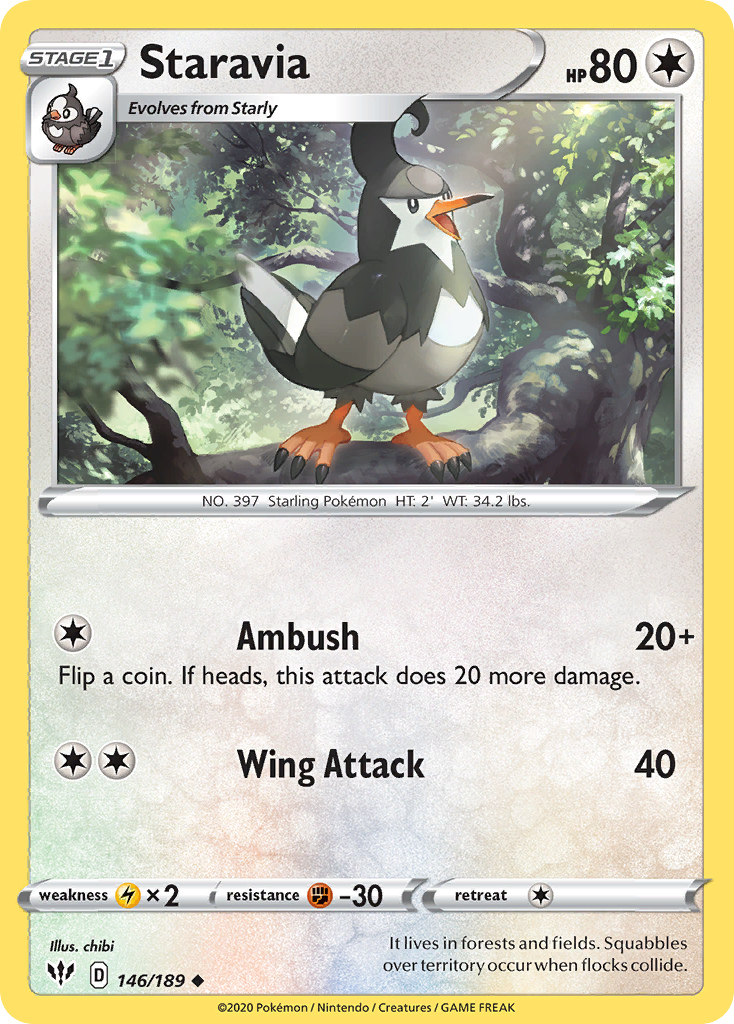 STAGE1
Staravia
HP80
Evolves from Starly
NO. 397 Starling Pokémon HT: 2' WT: 34.2 lbs.
Ambush 20+
Flip a coin. If heads, this attack does 20 more damage.
Wing Attack 40
weakness ×2 resistance -30 retreat
Illus. chibi
It lives in forests and fields. Squabbles
over territory occur when flocks collide.
D 146/189
©2020 Pokémon / Nintendo / Creatures / GAME FREAK